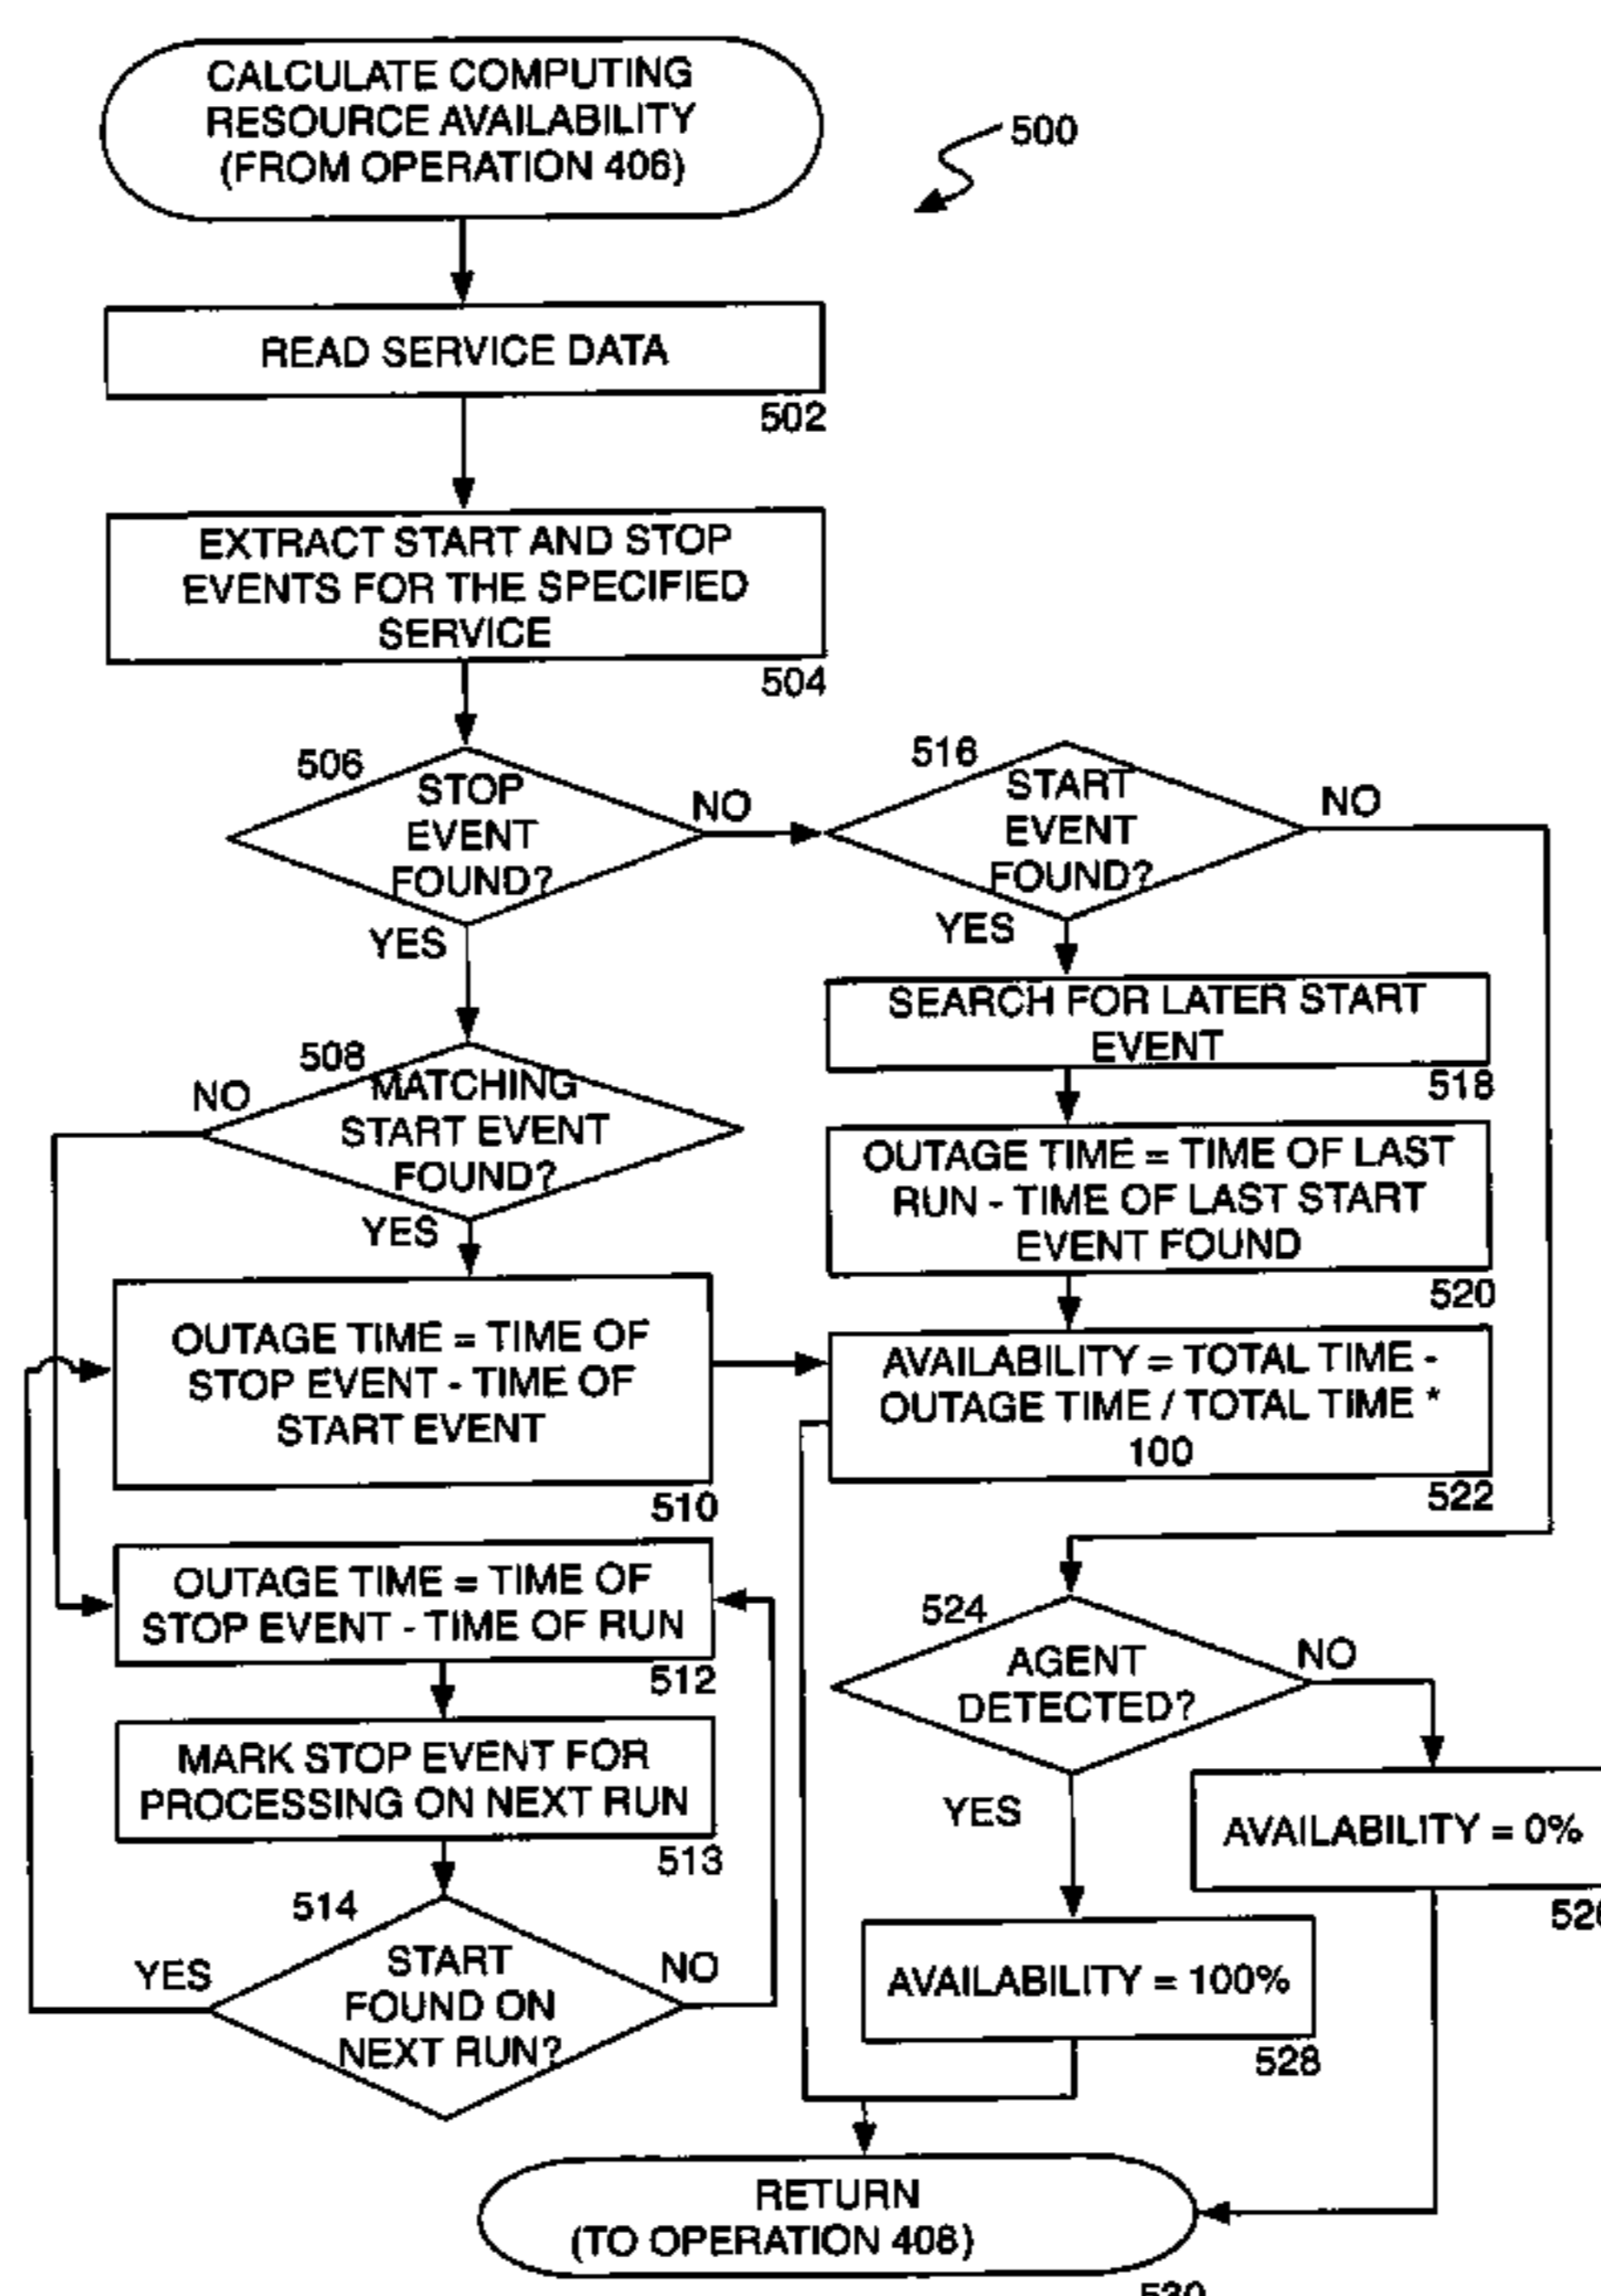 CALCULATE COMPUTING
RESOURCE AVAILABILITY
(FROM OPERATION 406)
500
READ SERVICE DATA
502
EXTRACT START AND STOP
EVENTS FOR THE SPECIFIED
SERVICE
504
506
STOP
EVENT
FOUND?
NO
YES
516
START
EVENT
FOUND?
NO
YES
SEARCH FOR LATER START
EVENT
518
508
MATCHING
START EVENT
FOUND?
NO
YES
OUTAGE TIME = TIME OF LAST
RUN - TIME OF LAST START
EVENT FOUND
520
OUTAGE TIME = TIME OF
STOP EVENT - TIME OF
START EVENT
510
AVAILABILITY = TOTAL TIME -
OUTAGE TIME / TOTAL TIME *
100
522
OUTAGE TIME = TIME OF
STOP EVENT - TIME OF RUN
512
524
AGENT
DETECTED?
NO
YES
MARK STOP EVENT FOR
PROCESSING ON NEXT RUN
513
AVAILABILITY = 0%
514
START
FOUND ON
NEXT RUN?
YES
NO
AVAILABILITY = 100%
528
RETURN
(TO OPERATION 408)
530